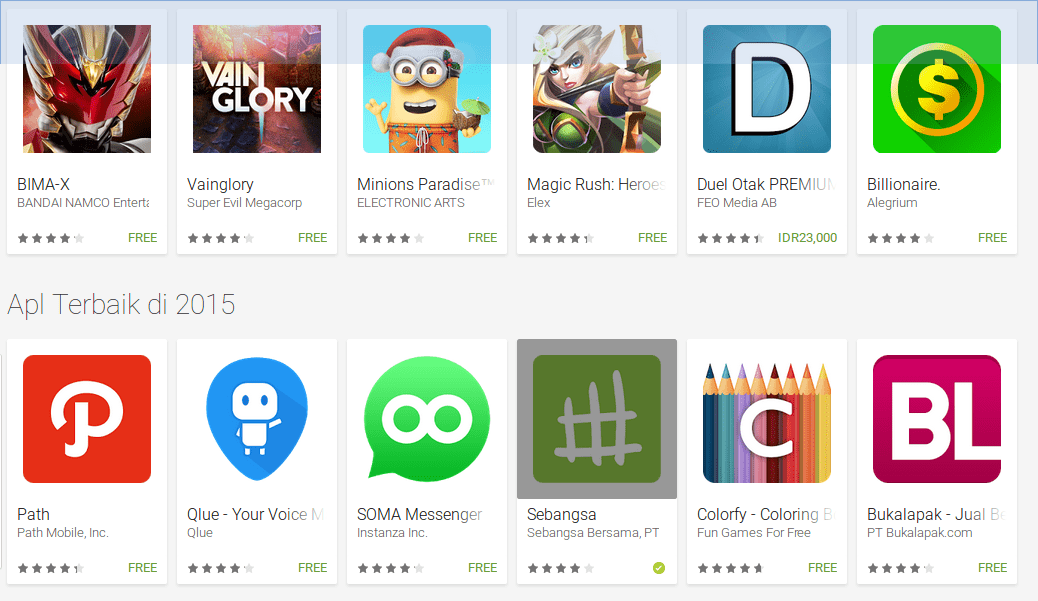 VAIN
GLORY
D
$
BIMA-X
BANDAI NAMCO Enterta
FREE
Vainglory
Super Evil Megacorp
FREE
Minions Paradise™
ELECTRONIC ARTS
FREE
Magic Rush: Heroes
Elex
FREE
Duel Otak PREMIUM
FEO Media AB
IDR23,000
Billionaire.
Alegrium
FREE
Apl Terbaik di 2015
P
#
C
BL
Path
Path Mobile, Inc.
FREE
Qlue - Your Voice M
Qlue
FREE
SOMA Messenger
Instanza Inc.
FREE
Sebangsa
Sebangsa Bersama, PT
Colorfy - Coloring B
Fun Games For Free
FREE
Bukalapak - Jual Be
PT Bukalapak.com
FREE